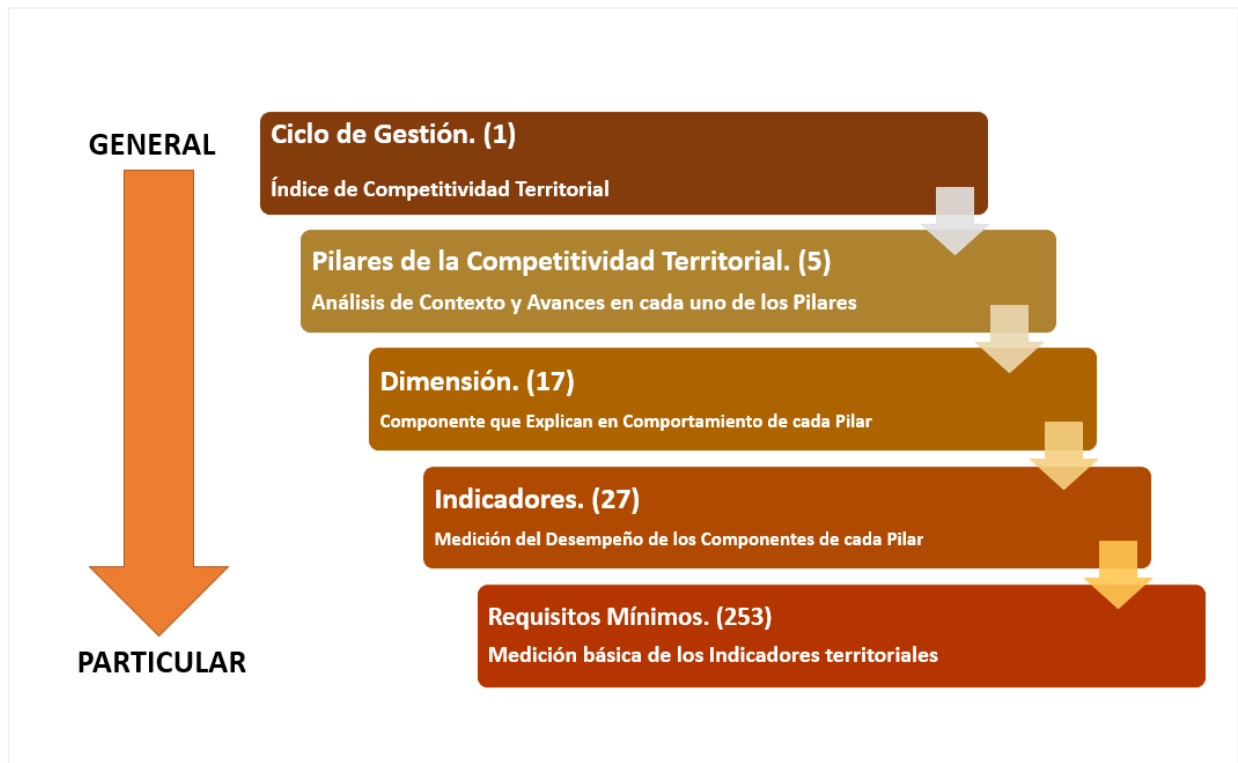 GENERAL
Ciclo de Gestión. (1)
Índice de Competitividad Territorial
Pilares de la Competitividad Territorial. (5)
Análisis de Contexto y Avances en cada uno de los Pilares
Dimensión. (17)
Componente que Explican en Comportamiento de cada Pilar
Indicadores. (27)
Medición del Desempeño de los Componentes de cada Pilar
Requisitos Mínimos. (253)
Medición básica de los Indicadores territoriales
PARTICULAR